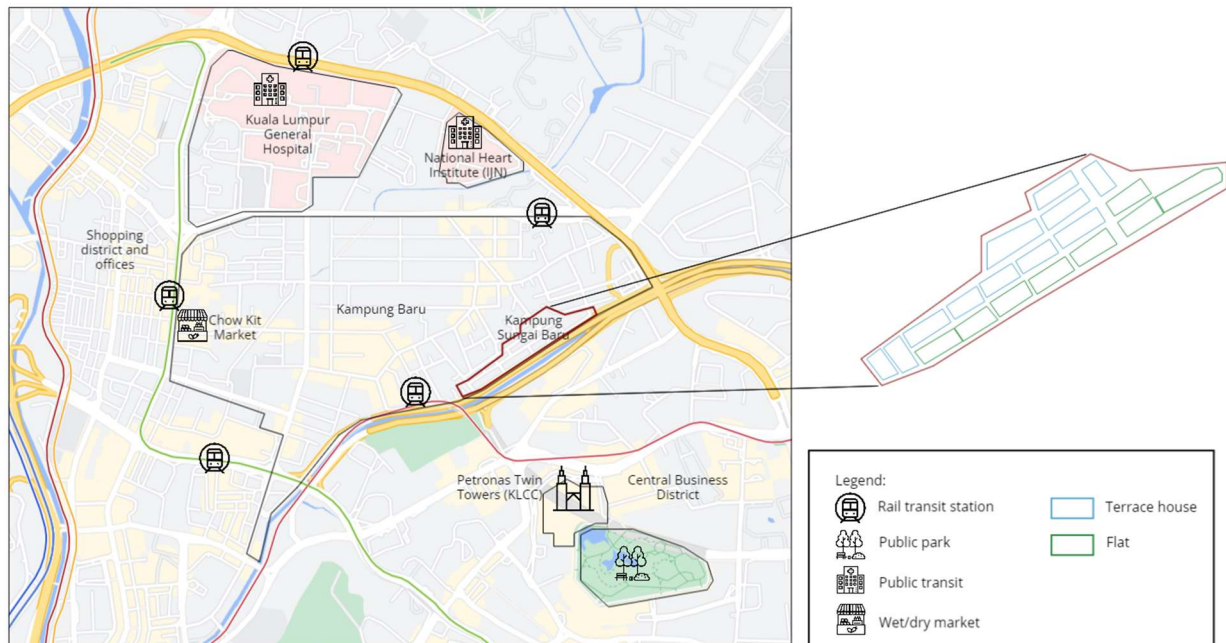 Kuala Lumpur
General
Hospital
National Heart
Institute (IJN)
Shopping
district and
offices
Chow Kit
Market
Kampung Baru
Kampung
Sungai Baru
Petronas Twin
Towers (KLCC)
Central Business
District
Legend:
Rail transit station
Public park
Public transit
Wet/dry market
Terrace house
Flat